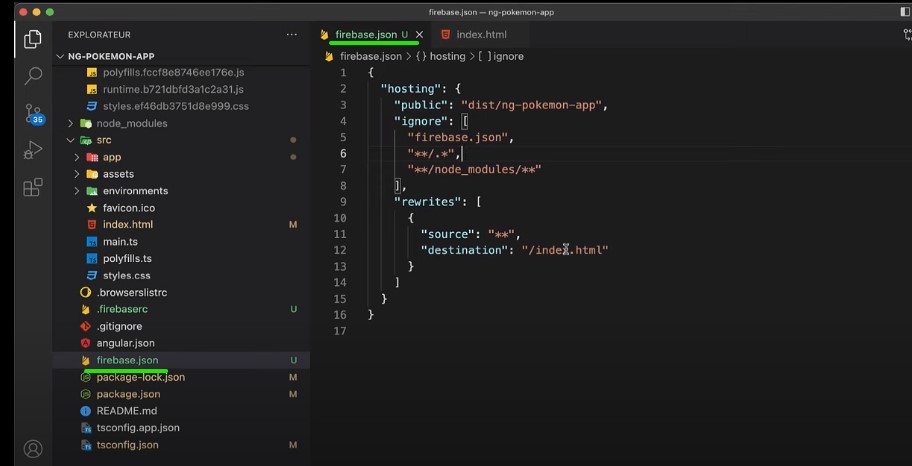 firebase.json — ng-pokemon-app
EXPLORATEUR
NG-POKEMON-APP
polyfills.fccf8e8746ee176e.js
runtime.b721dbfd3a1c2a31.js
styles.ef46db3751d8e999.css
node_modules
src
app
assets
environments
favicon.ico
index.html M
main.ts
polyfills.ts
styles.css
.browserslistrc
.firebaserc U
.gitignore
angular.json
firebase.json U
package-lock.json M
package.json M
README.md
tsconfig.app.json
tsconfig.json M
35
firebase.json U
index.html
firebase.json > {} hosting > [ ] ignore
1 {
2 "hosting": {
3 "public": "dist/ng-pokemon-app",
4 "ignore": [
5 "firebase.json",
6 "**/.*",
7 "**/node_modules/**"
8 ],
9 "rewrites": [
10 {
11 "source": "**",
12 "destination": "/index.html"
13 }
14 ]
15 }
16 }
17